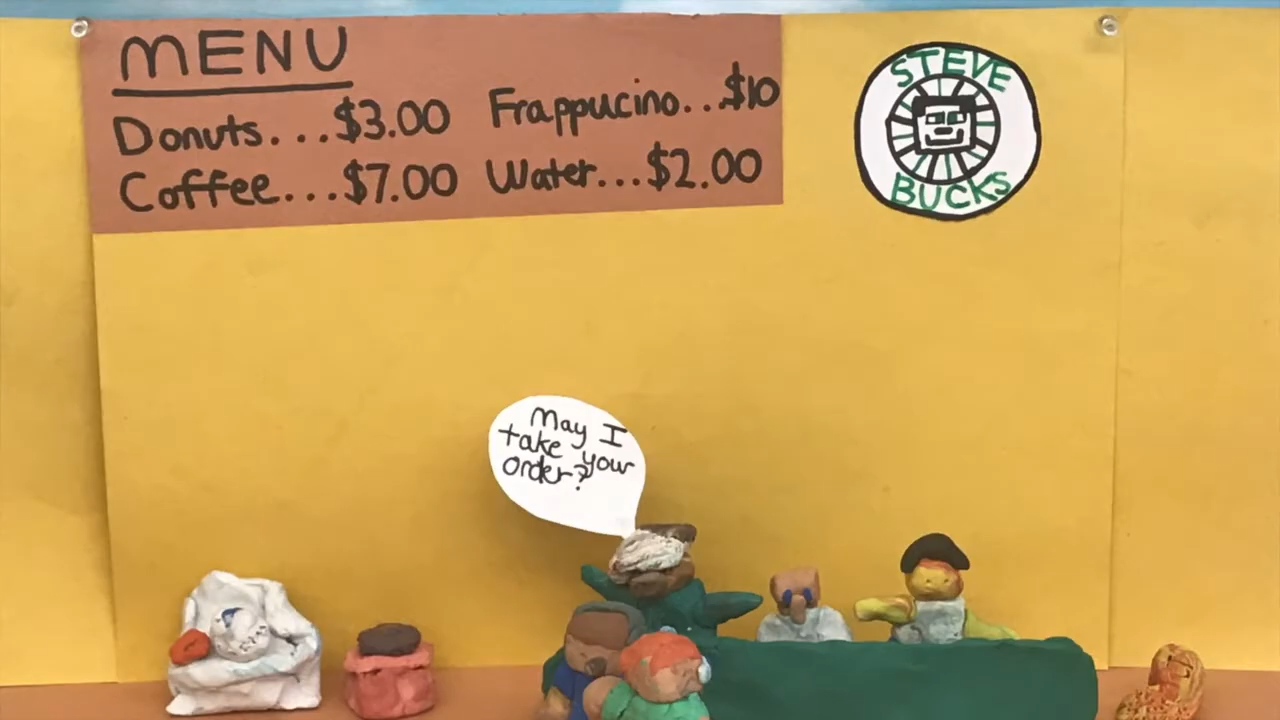 MENU
Donuts...$3.00 Frappucino...$10
Coffee...$7.00 Water...$2.00
STEVE
BUCKS
May I
take your
order?